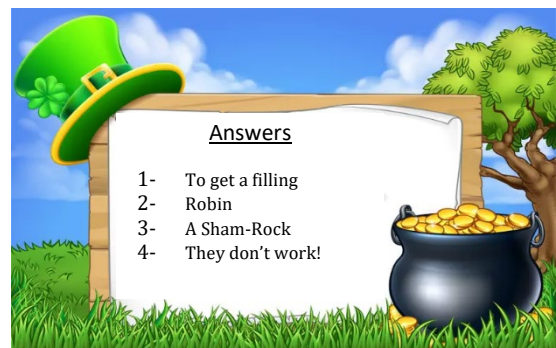 Answers
1- To get a filling
2- Robin
3- A Sham-Rock
4- They don’t work!